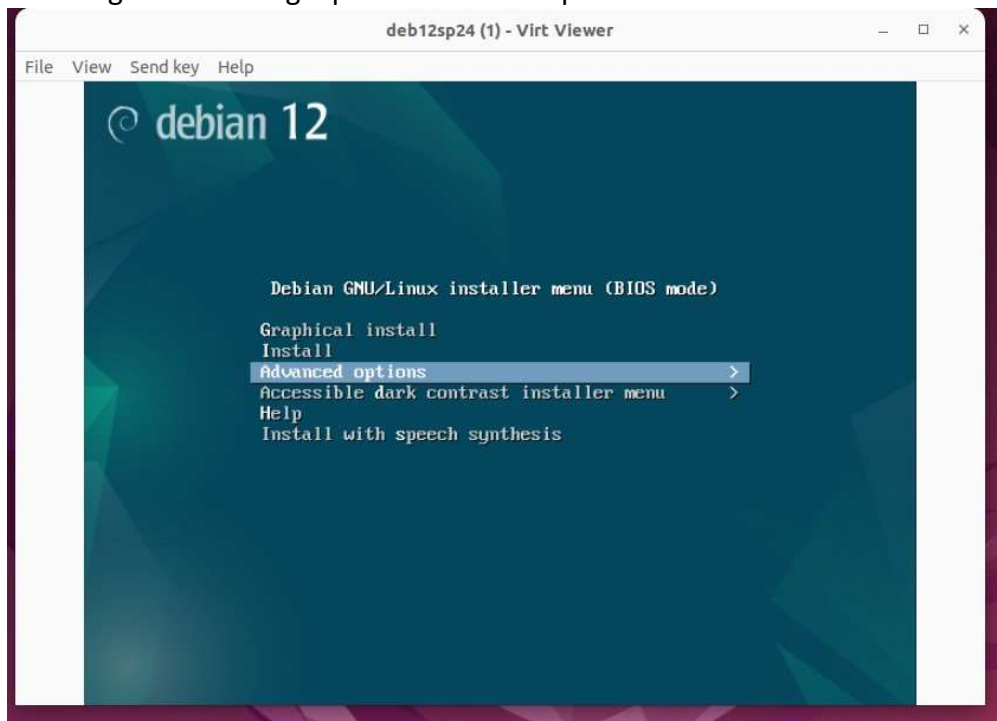 deb12sp24 (1) - Virt Viewer
File View Send key Help
debian 12
Debian GNU/Linux installer menu (BIOS mode)
Graphical install
Install
Advanced options >
Accessible dark contrast installer menu >
Help
Install with speech synthesis